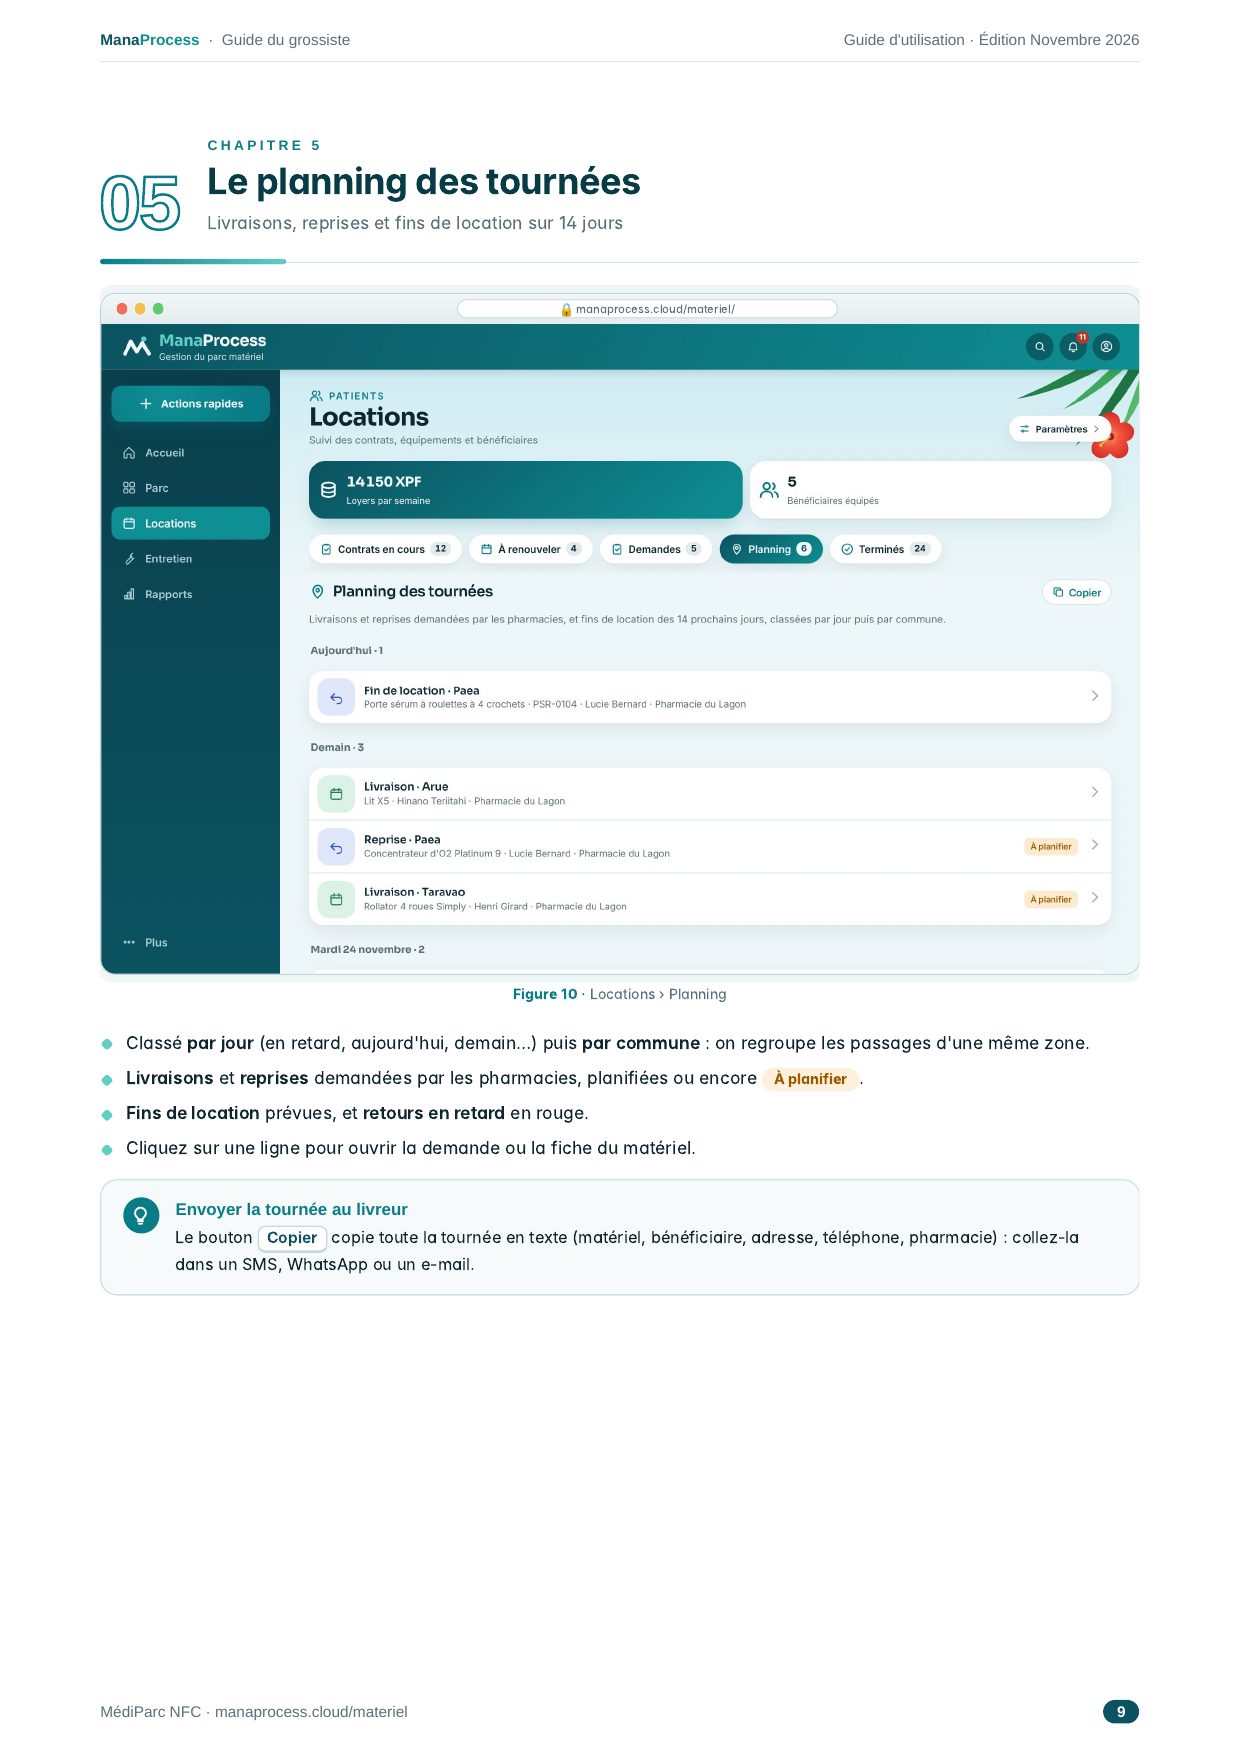 ManaProcess · Guide du grossiste
Guide d'utilisation · Édition Novembre 2026
CHAPITRE 5
05
Le planning des tournées
Livraisons, reprises et fins de location sur 14 jours
manaprocess.cloud/materiel/
ManaProcess
Gestion du parc matériel
11
Actions rapides
Accueil
Parc
Locations
Entretien
Rapports
Plus
PATIENTS
Locations
Suivi des contrats, équipements et bénéficiaires
Paramètres
14 150 XPF
Loyers par semaine
5
Bénéficiaires équipés
Contrats en cours 12
À renouveler 4
Demandes 5
Planning 6
Terminés 24
Planning des tournées
Copier
Livraisons et reprises demandées par les pharmacies, et fins de location des 14 prochains jours, classées par jour puis par commune.
Aujourd'hui · 1
Fin de location · Paea
Porte sérum à roulettes à 4 crochets · PSR-0104 · Lucie Bernard · Pharmacie du Lagon
Demain · 3
Livraison · Arue
Lit X5 · Hinano Teriitahi · Pharmacie du Lagon
Reprise · Paea
Concentrateur d'O2 Platinum 9 · Lucie Bernard · Pharmacie du Lagon
À planifier
Livraison · Taravao
Rollator 4 roues Simply · Henri Girard · Pharmacie du Lagon
À planifier
Mardi 24 novembre · 2
Figure 10 · Locations › Planning
Classé par jour (en retard, aujourd'hui, demain…) puis par commune : on regroupe les passages d'une même zone.
Livraisons et reprises demandées par les pharmacies, planifiées ou encore À planifier.
Fins de location prévues, et retours en retard en rouge.
Cliquez sur une ligne pour ouvrir la demande ou la fiche du matériel.
Envoyer la tournée au livreur
Le bouton Copier copie toute la tournée en texte (matériel, bénéficiaire, adresse, téléphone, pharmacie) : collez-la
dans un SMS, WhatsApp ou un e-mail.
MédiParc NFC · manaprocess.cloud/materiel
9